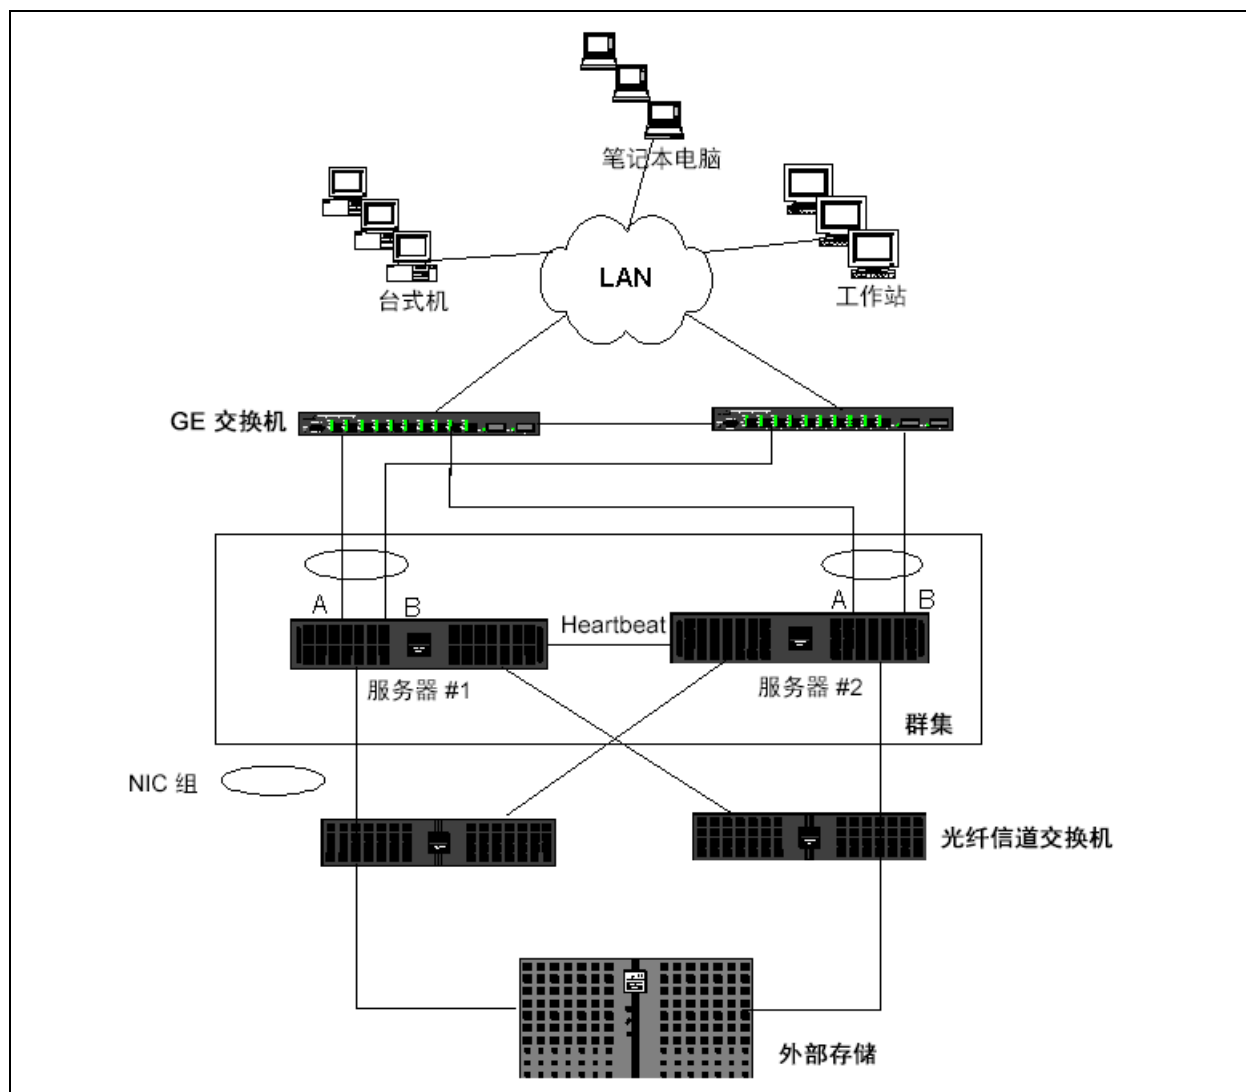 笔记本电脑
LAN
台式机
工作站
GE 交换机
A
B
A
B
Heartbeat
服务器 #1
服务器 #2
群集
NIC 组
光纤信道交换机
外部存储